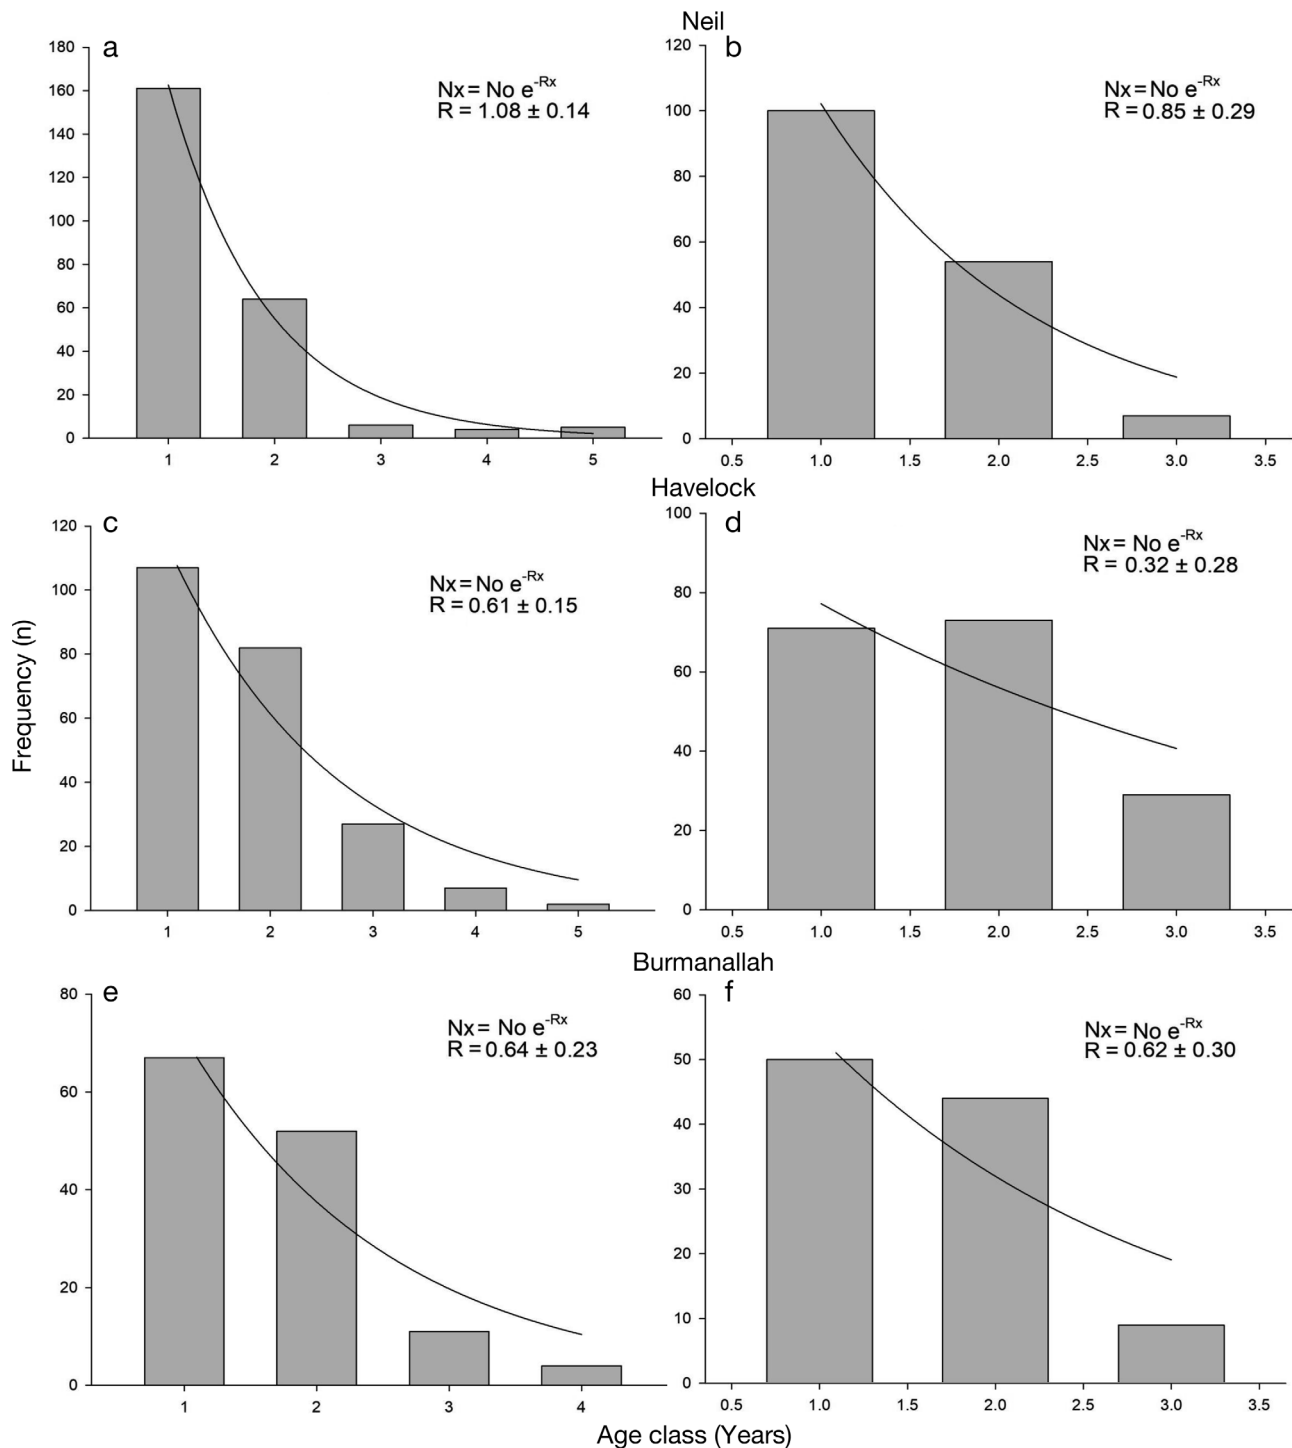 Neil
a
Nx = No e^-Rx
R = 1.08 ± 0.14
180
160
140
120
100
80
60
40
20
0
1 2 3 4 5
b
Nx = No e^-Rx
R = 0.85 ± 0.29
120
100
80
60
40
20
0
0.5 1.0 1.5 2.0 2.5 3.0 3.5
Havelock
c
Nx = No e^-Rx
R = 0.61 ± 0.15
120
100
80
60
40
20
0
1 2 3 4 5
d
Nx = No e^-Rx
R = 0.32 ± 0.28
100
80
60
40
20
0
0.5 1.0 1.5 2.0 2.5 3.0 3.5
Frequency (n)
Burmanallah
e
Nx = No e^-Rx
R = 0.64 ± 0.23
80
60
40
20
0
1 2 3 4
f
Nx = No e^-Rx
R = 0.62 ± 0.30
60
50
40
30
20
10
0
0.5 1.0 1.5 2.0 2.5 3.0 3.5
Age class (Years)